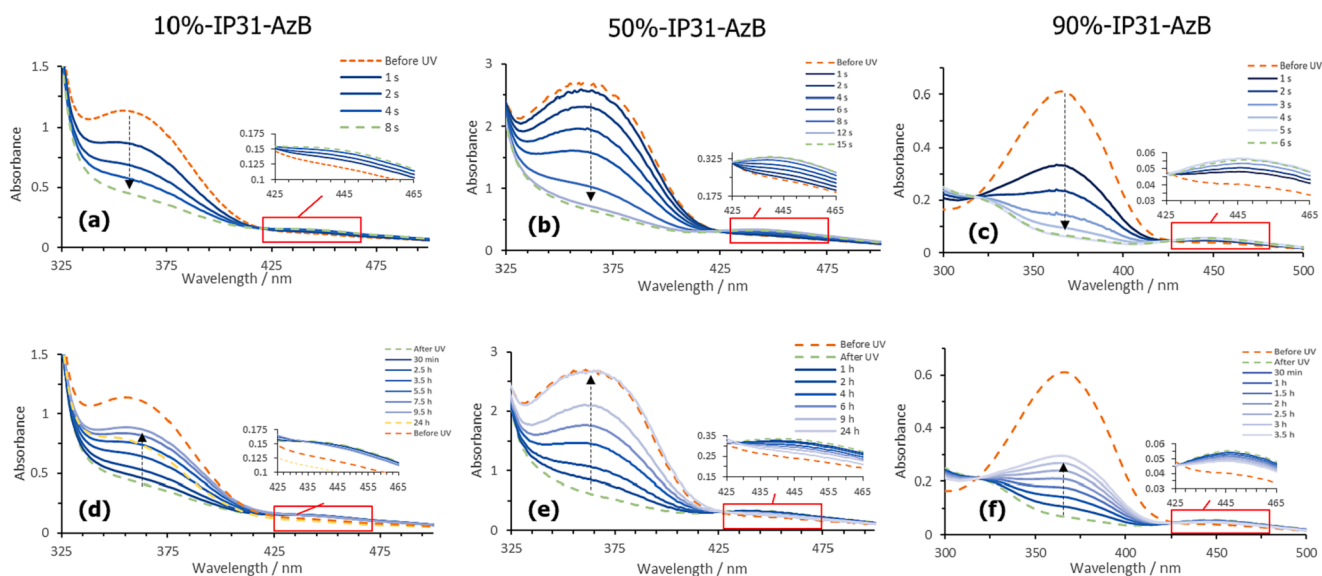 10%-IP31-AzB
50%-IP31-AzB
90%-IP31-AzB
Before UV
1 s
2 s
4 s
8 s
1.5
1
0.5
0
Absorbance
0.175
0.15
0.125
0.1
425 445 465
(a)
325 375 425 475
Wavelength / nm
Before UV
1 s
2 s
4 s
6 s
8 s
12 s
15 s
3
2
1
0
Absorbance
0.325
0.175
425 435 445 455 465
(b)
325 375 425 475
Wavelength / nm
Before UV
1 s
2 s
3 s
4 s
5 s
6 s
0.6
0.4
0.2
0
Absorbance
0.06
0.05
0.04
0.03
425 445 465
(c)
300 350 400 450 500
Wavelength / nm
After UV
30 min
2.5 h
3.5 h
5.5 h
7.5 h
9.5 h
24 h
Before UV
1.5
1
0.5
0
Absorbance
0.175
0.15
0.125
0.1
425 435 445 455 465
(d)
325 375 425 475
Wavelength / nm
Before UV
After UV
1 h
2 h
4 h
6 h
9 h
24 h
3
2
1
0
Absorbance
0.35
0.25
0.15
425 435 445 455 465
(e)
325 375 425 475
Wavelength / nm
Before UV
After UV
30 min
1 h
1.5 h
2 h
2.5 h
3 h
3.5 h
0.6
0.4
0.2
0
Absorbance
0.06
0.05
0.04
0.03
425 445 465
(f)
300 350 400 450 500
Wavelength / nm